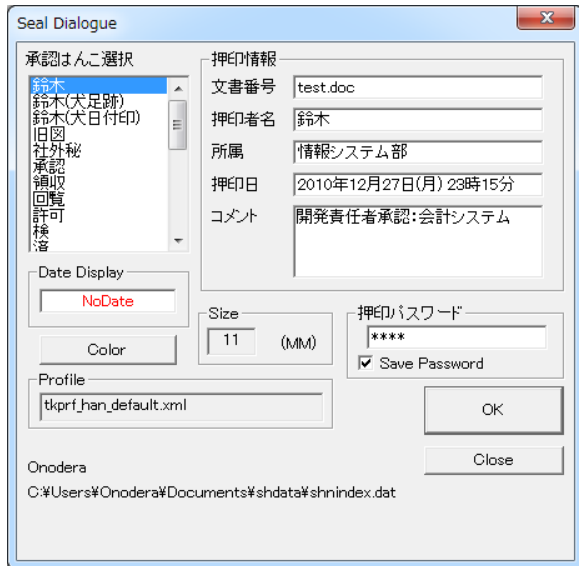 Seal Dialogue
承認はんこ選択
鈴木
鈴木(犬足跡)
鈴木(犬日付印)
旧図
社外秘
承認
領収
回覧
許可
検
済
押印情報
文書番号 test.doc
押印者名 鈴木
所属 情報システム部
押印日 2010年12月27日(月) 23時15分
コメント 開発責任者承認:会計システム
Date Display
NoDate
Color
Size
11 (MM)
押印パスワード
****
Save Password
Profile
tkprf_han_default.xml
OK
Close
Onodera
C:¥Users¥Onodera¥Documents¥shdata¥shnindex.dat